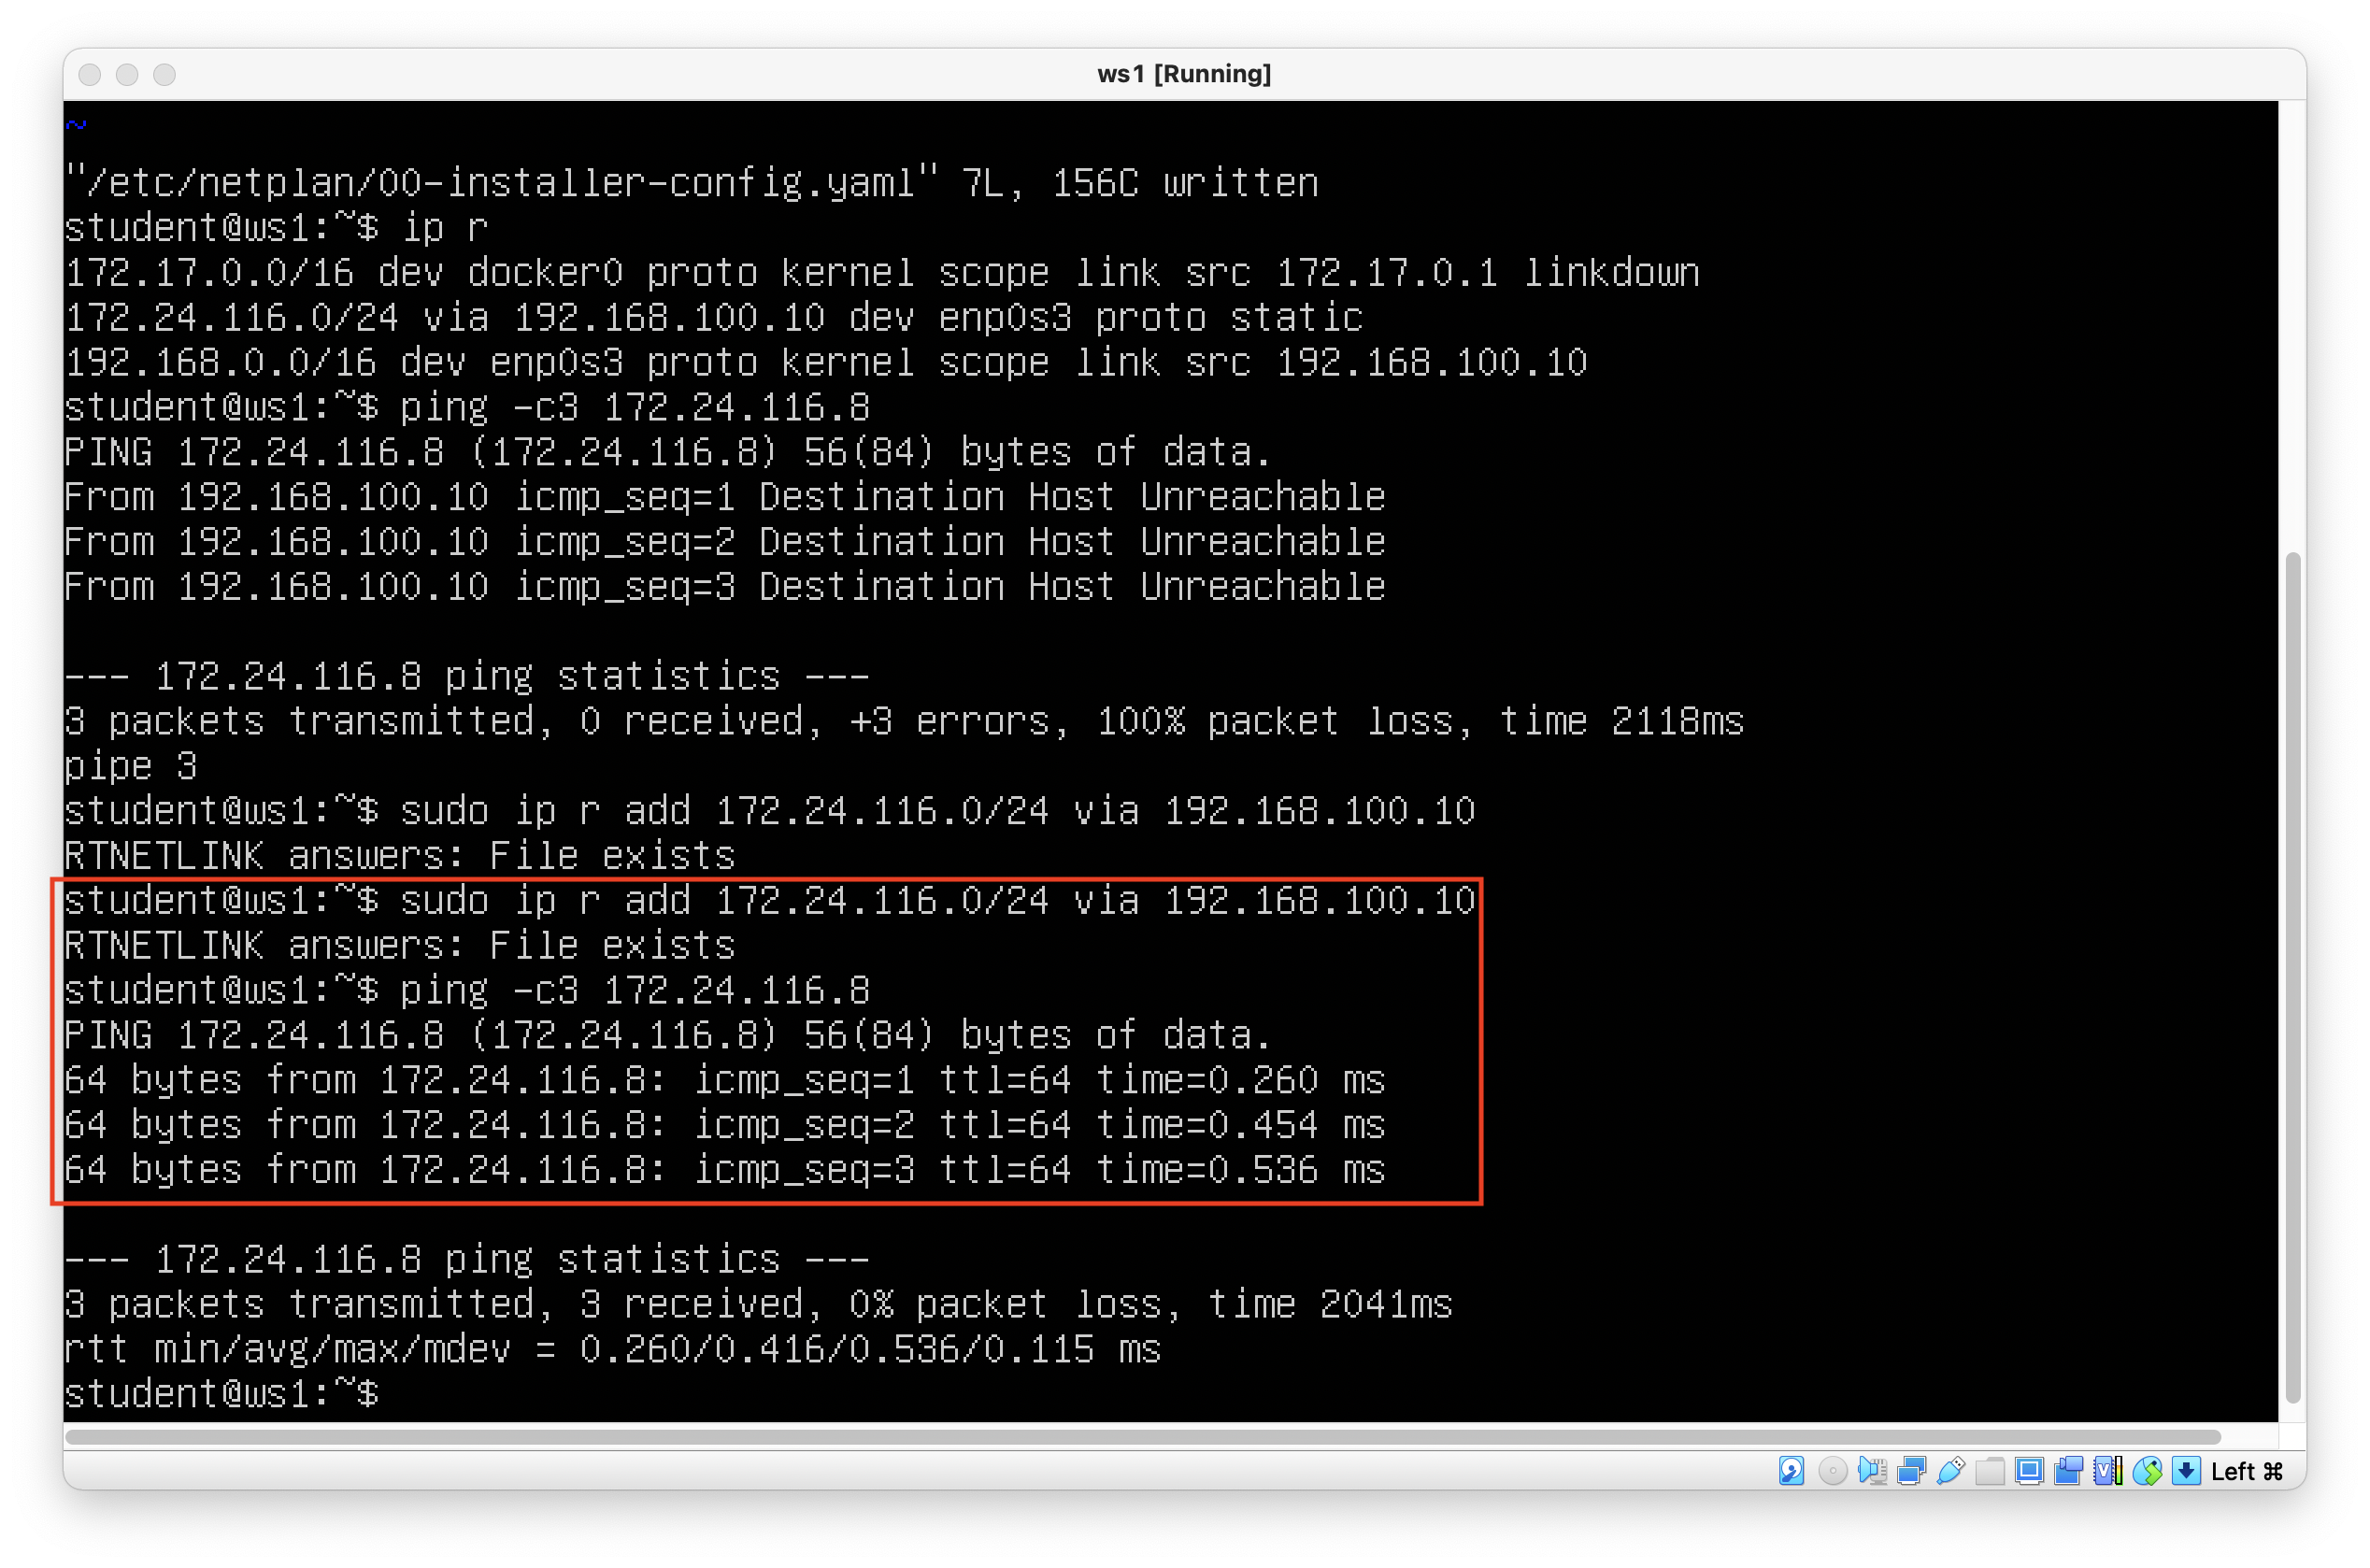 ws1 [Running]
~
"/etc/netplan/00-installer-config.yaml" 7L, 156C written
student@ws1:~$ ip r
172.17.0.0/16 dev docker0 proto kernel scope link src 172.17.0.1 linkdown
172.24.116.0/24 via 192.168.100.10 dev enp0s3 proto static
192.168.0.0/16 dev enp0s3 proto kernel scope link src 192.168.100.10
student@ws1:~$ ping -c3 172.24.116.8
PING 172.24.116.8 (172.24.116.8) 56(84) bytes of data.
From 192.168.100.10 icmp_seq=1 Destination Host Unreachable
From 192.168.100.10 icmp_seq=2 Destination Host Unreachable
From 192.168.100.10 icmp_seq=3 Destination Host Unreachable
--- 172.24.116.8 ping statistics ---
3 packets transmitted, 0 received, +3 errors, 100% packet loss, time 2118ms
pipe 3
student@ws1:~$ sudo ip r add 172.24.116.0/24 via 192.168.100.10
RTNETLINK answers: File exists
student@ws1:~$ sudo ip r add 172.24.116.0/24 via 192.168.100.10
RTNETLINK answers: File exists
student@ws1:~$ ping -c3 172.24.116.8
PING 172.24.116.8 (172.24.116.8) 56(84) bytes of data.
64 bytes from 172.24.116.8: icmp_seq=1 ttl=64 time=0.260 ms
64 bytes from 172.24.116.8: icmp_seq=2 ttl=64 time=0.454 ms
64 bytes from 172.24.116.8: icmp_seq=3 ttl=64 time=0.536 ms
--- 172.24.116.8 ping statistics ---
3 packets transmitted, 3 received, 0% packet loss, time 2041ms
rtt min/avg/max/mdev = 0.260/0.416/0.536/0.115 ms
student@ws1:~$
Left ⌘